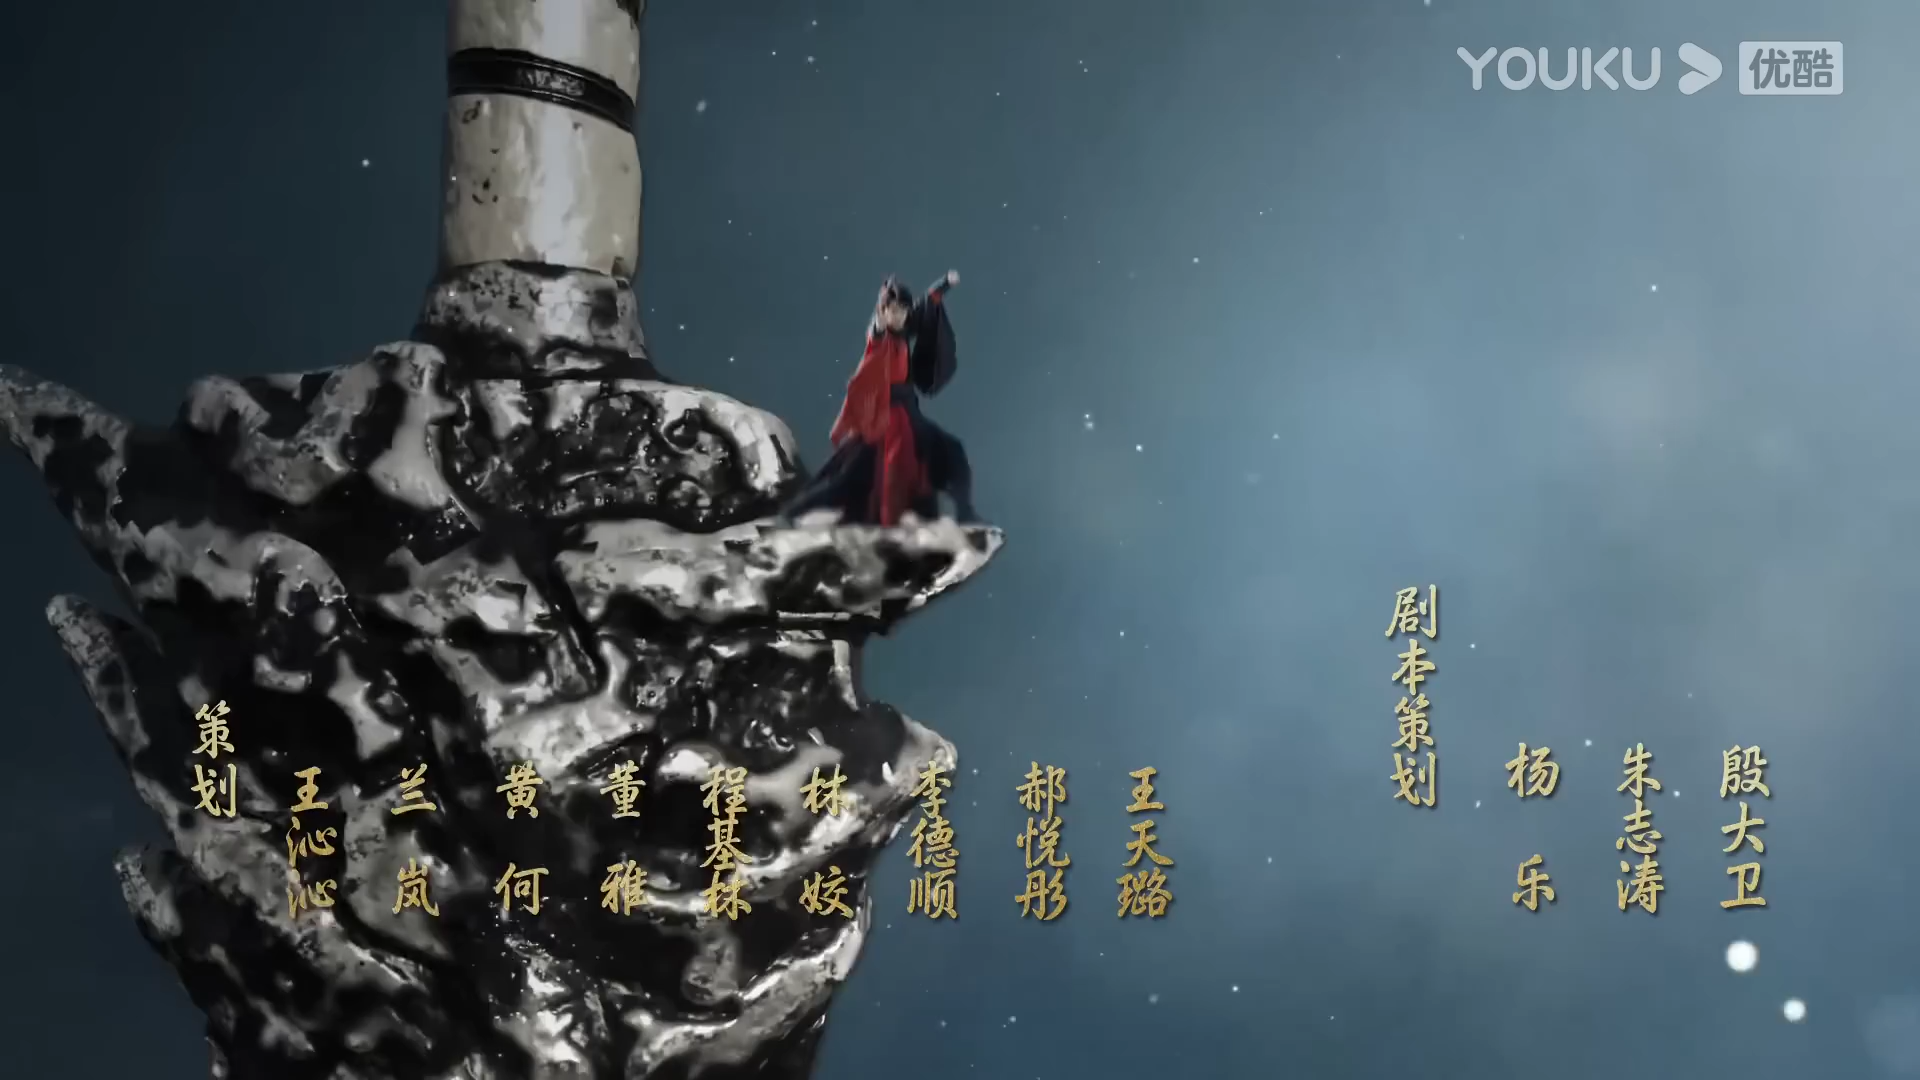 YOUKU 优酷
策划
王沁沁
兰岚
黄何
董雅
程基林
林姣
李德顺
郝悦彤
王天璐
剧本策划
杨乐
朱志涛
殷大卫